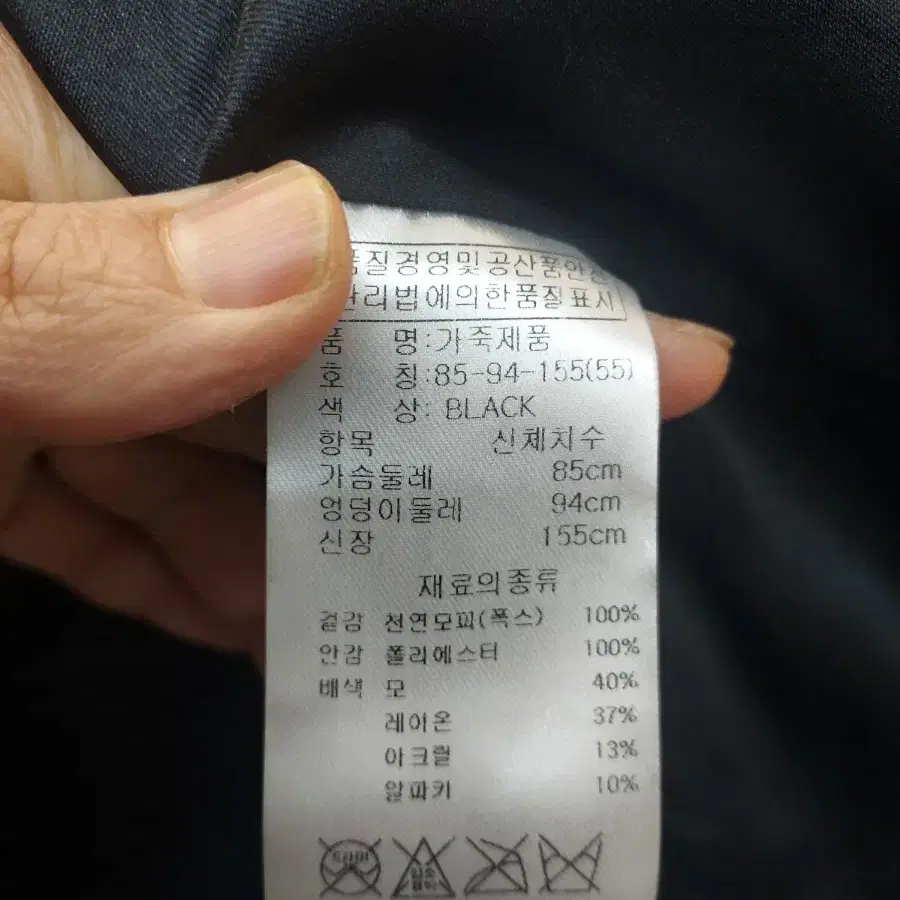 품질경영및공산품안전
관리법에의한품질표시
품 명:가죽제품
호 칭:85-94-155(55)
색 상: BLACK
항목 신체치수
가슴둘레 85cm
엉덩이둘레 94cm
신장 155cm
재료의종류
겉감 천연모피(폭스) 100%
안감 폴리에스터 100%
배색 모 40%
레이온 37%
아크릴 13%
알파카 10%
드라이